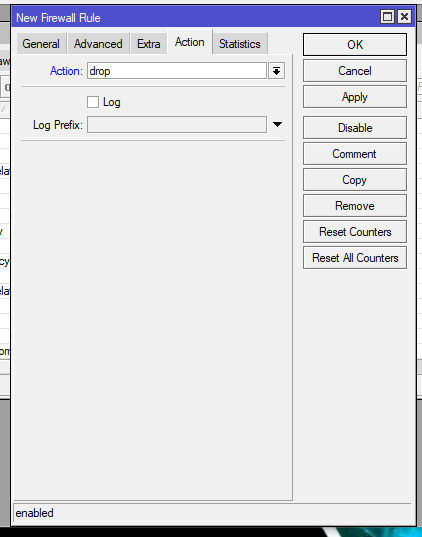 New Firewall Rule
General Advanced Extra Action Statistics
Action: drop
Log
Log Prefix:
OK
Cancel
Apply
Disable
Comment
Copy
Remove
Reset Counters
Reset All Counters
enabled